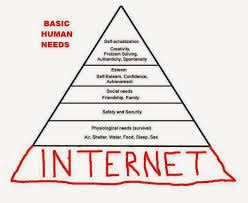 BASIC
HUMAN
NEEDS
Self-actualization
Creativity,
Problem Solving,
Authenticity, Spontaneity
Esteem
Self-Esteem, Confidence,
Achievement
Social needs
Friendship, Family
Safety and Security
Physiological needs (survival)
Air, Shelter, Water, Food, Sleep, Sex
INTERNET